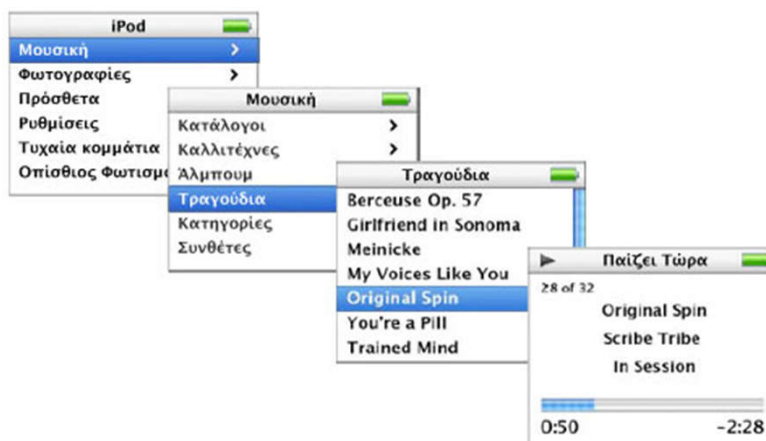 iPod
Μουσική
Φωτογραφίες
Πρόσθετα
Ρυθμίσεις
Τυχαία κομμάτια
Οπίσθιος Φωτισμ
Μουσική
Κατάλογοι
Καλλιτέχνες
Άλμπουμ
Τραγούδια
Κατηγορίες
Συνθέτες
Τραγούδια
Berceuse Op. 57
Girlfriend in Sonoma
Meinicke
My Voices Like You
Original Spin
You're a Pill
Trained Mind
Παίζει Τώρα
28 of 32
Original Spin
Scribe Tribe
In Session
0:50 -2:28